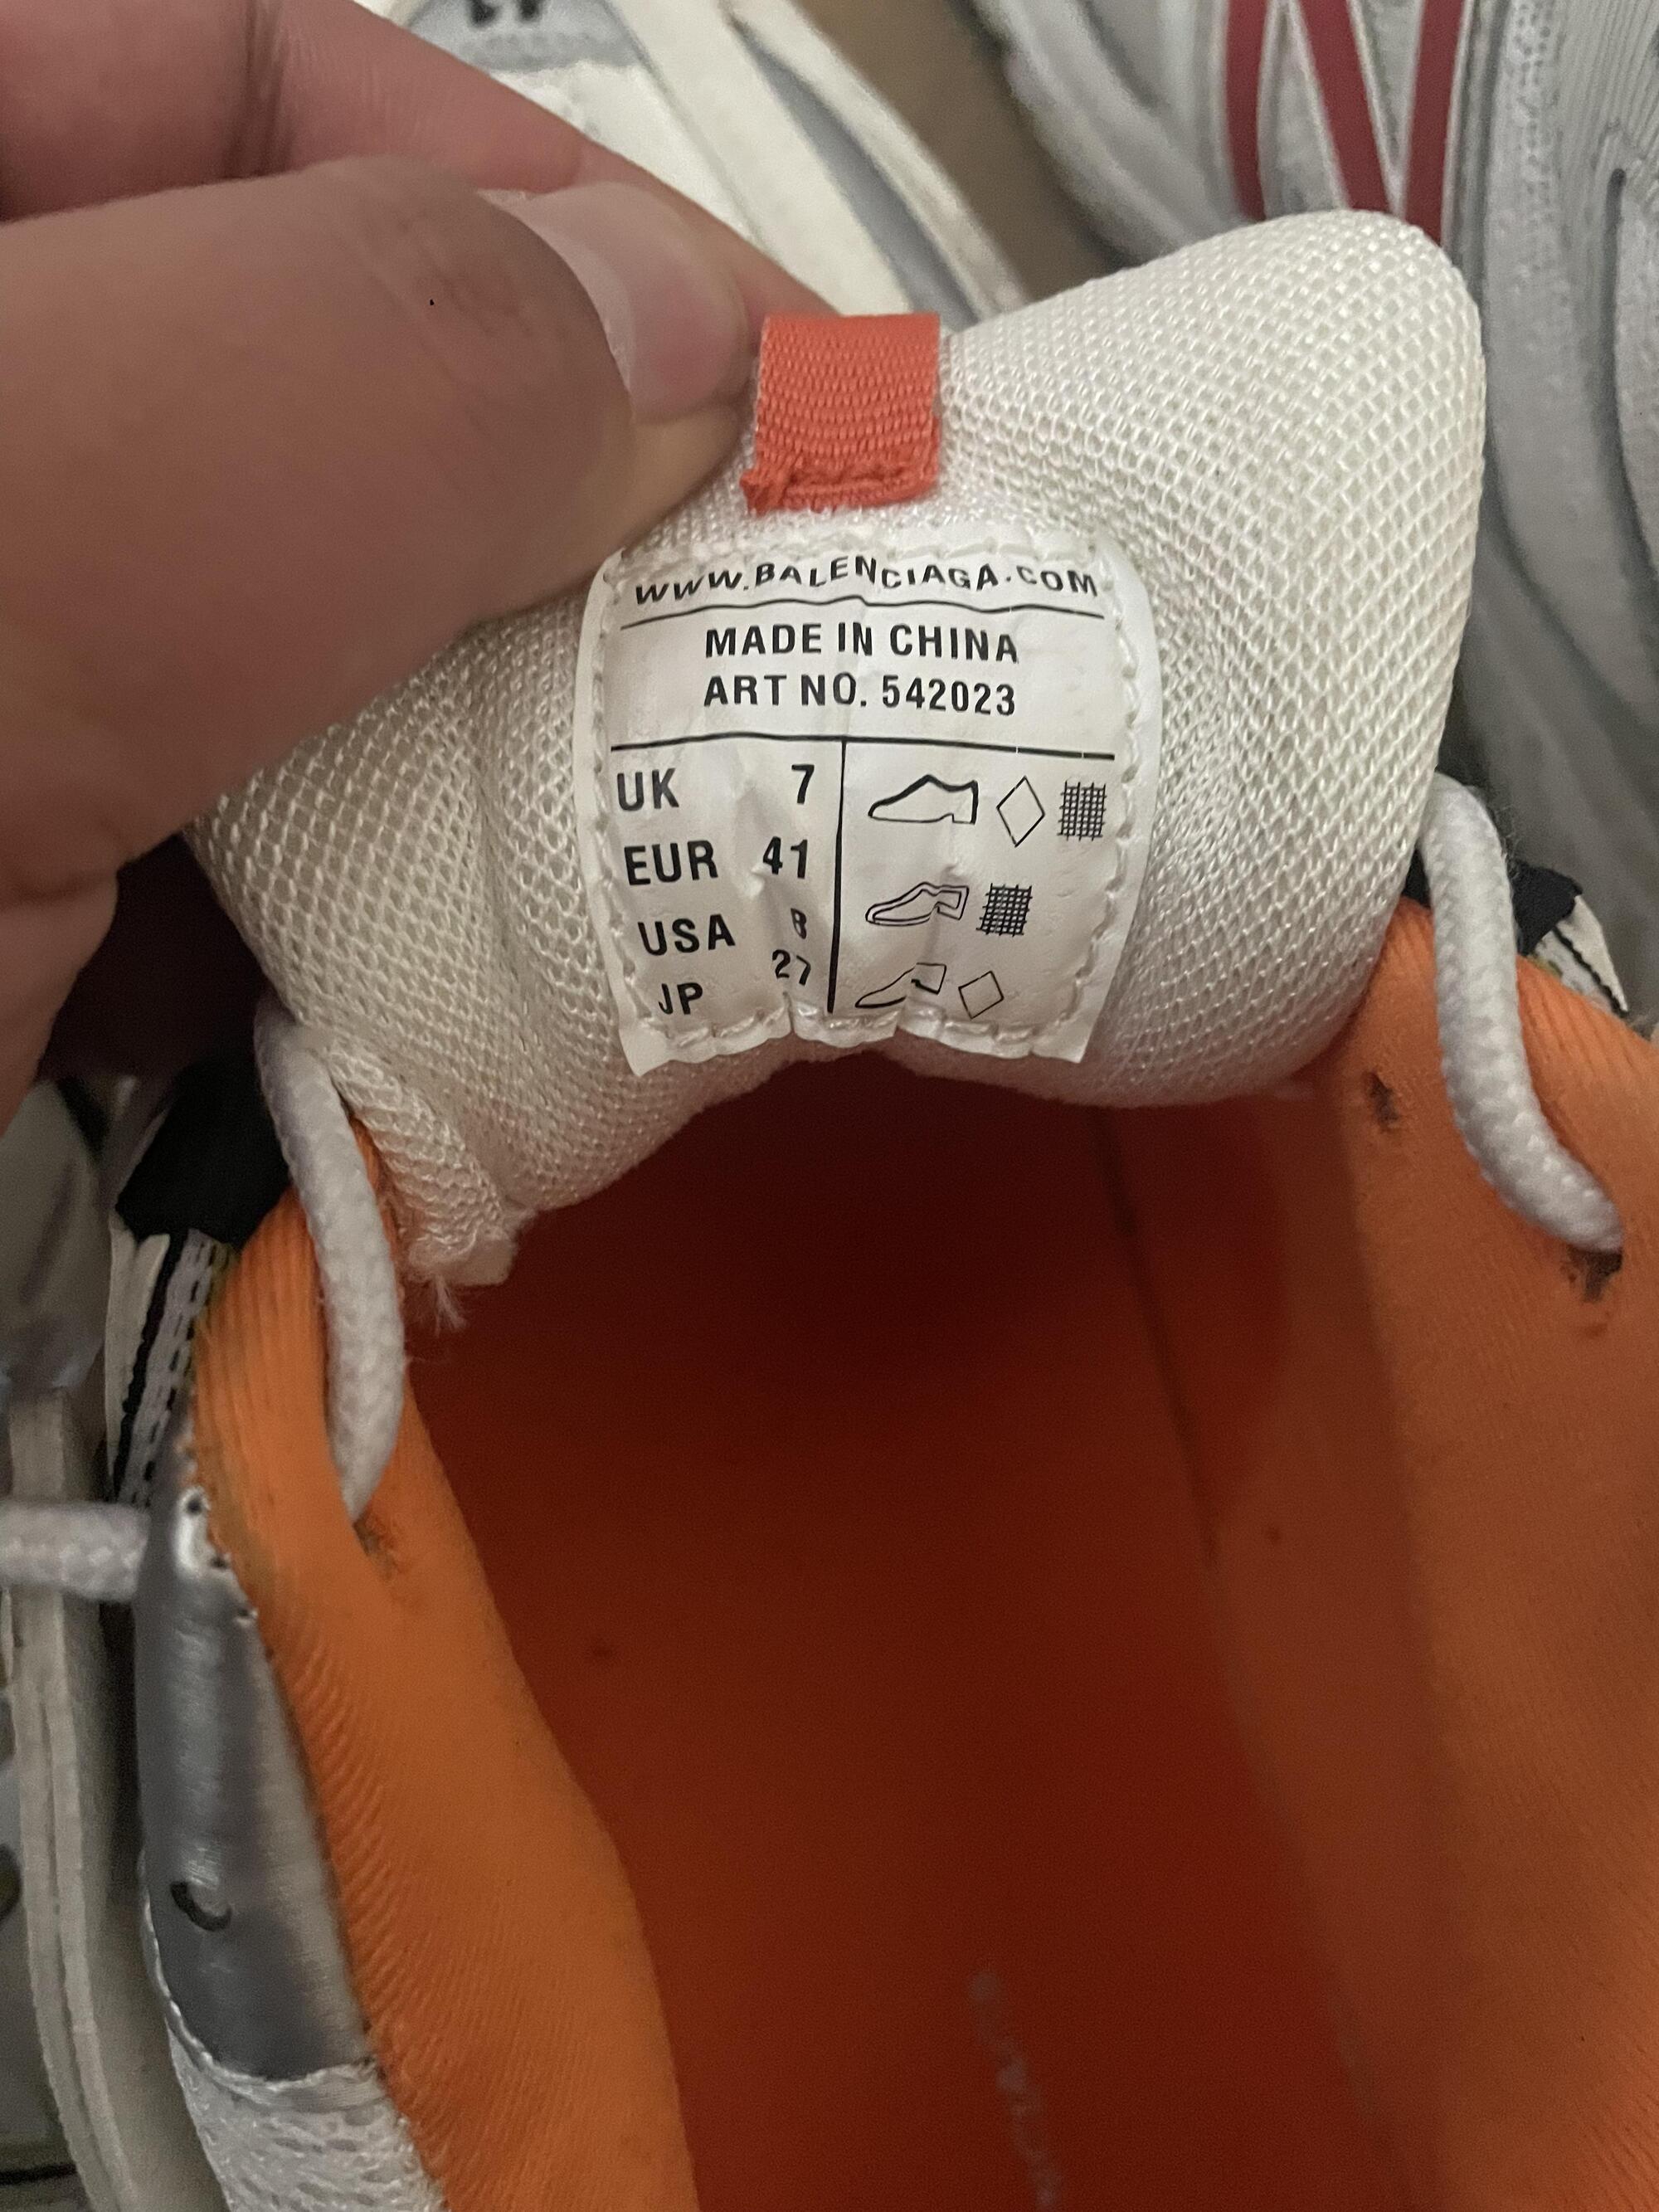 WWW.BALENCIAGA.COM
MADE IN CHINA
ART NO. 542023
UK 7
EUR 41
USA 8
JP 27